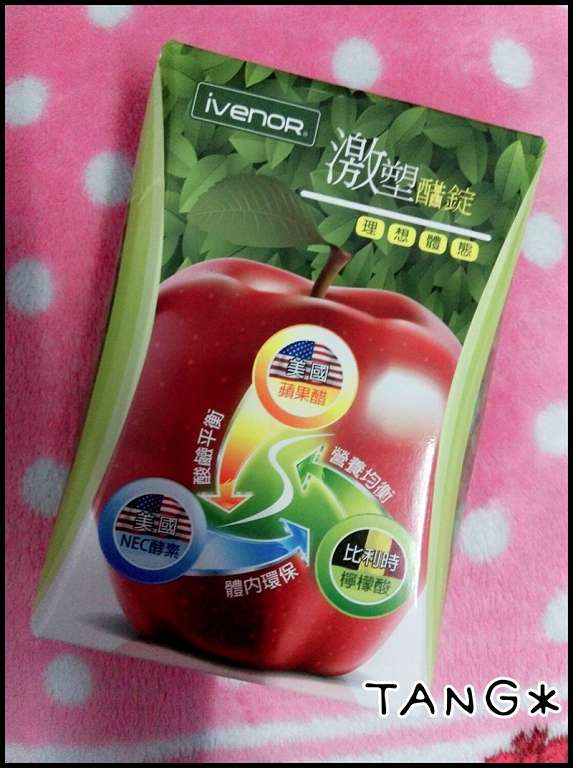 ivenor®
激塑醋錠
理想體態
美國
蘋果醋
酸鹼平衡
營養均衡
美國
NEC酵素
比利時
檸檬酸
體內環保
TANG*